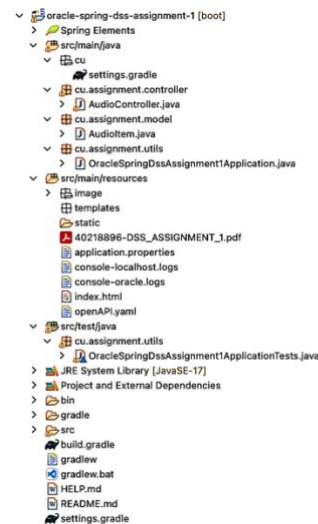 oracle-spring-dss-assignment-1 [boot]
Spring Elements
src/main/java
cu
settings.gradle
cu.assignment.controller
AudioController.java
cu.assignment.model
AudioItem.java
cu.assignment.utils
OracleSpringDssAssignment1Application.java
src/main/resources
image
templates
static
40218896-DSS_ASSIGNMENT_1.pdf
application.properties
console-localhost.logs
console-oracle.logs
index.html
openAPI.yaml
src/test/java
cu.assignment.utils
OracleSpringDssAssignment1ApplicationTests.java
JRE System Library [JavaSE-17]
Project and External Dependencies
bin
gradle
src
build.gradle
gradlew
gradlew.bat
HELP.md
README.md
settings.gradle